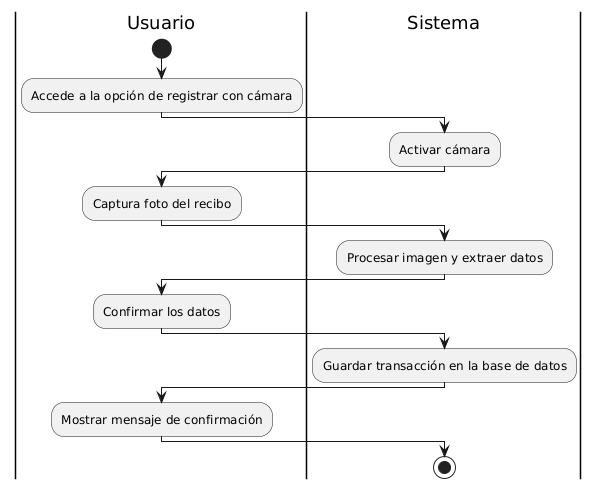 Usuario
Sistema
Accede a la opción de registrar con cámara
Activar cámara
Captura foto del recibo
Procesar imagen y extraer datos
Confirmar los datos
Guardar transacción en la base de datos
Mostrar mensaje de confirmación